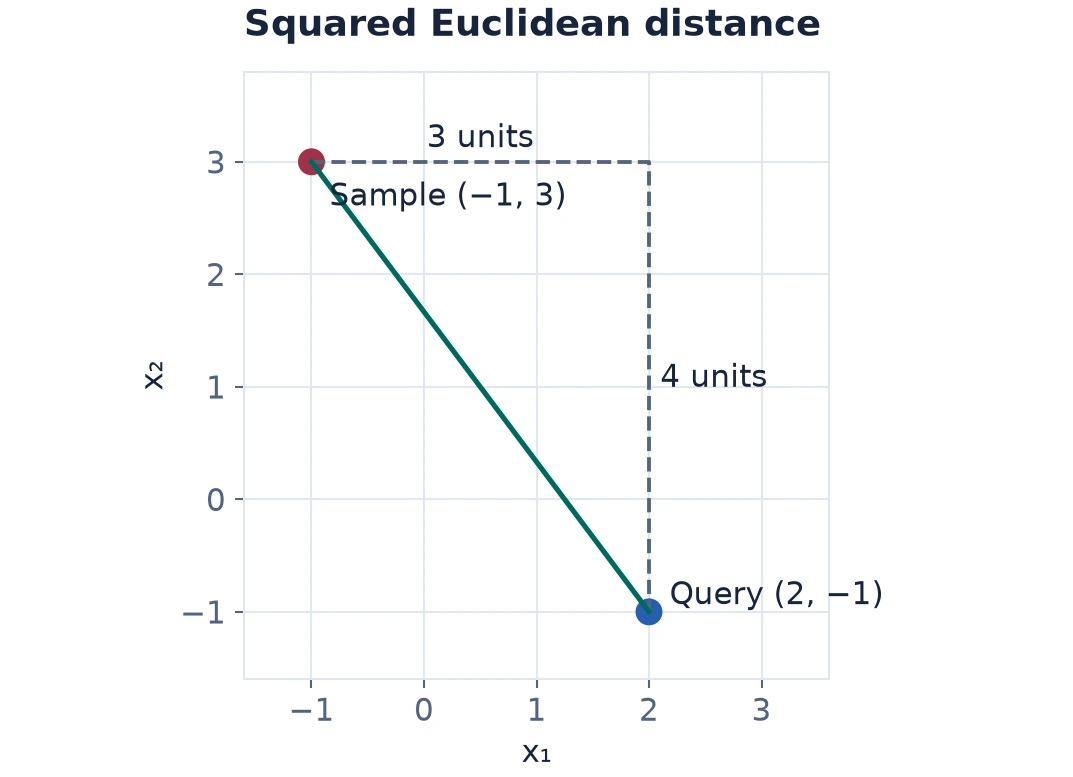 Squared Euclidean distance
3 units
3
Sample (−1, 3)
2
x₂
1
4 units
0
Query (2, −1)
−1
−1 0 1 2 3
x₁